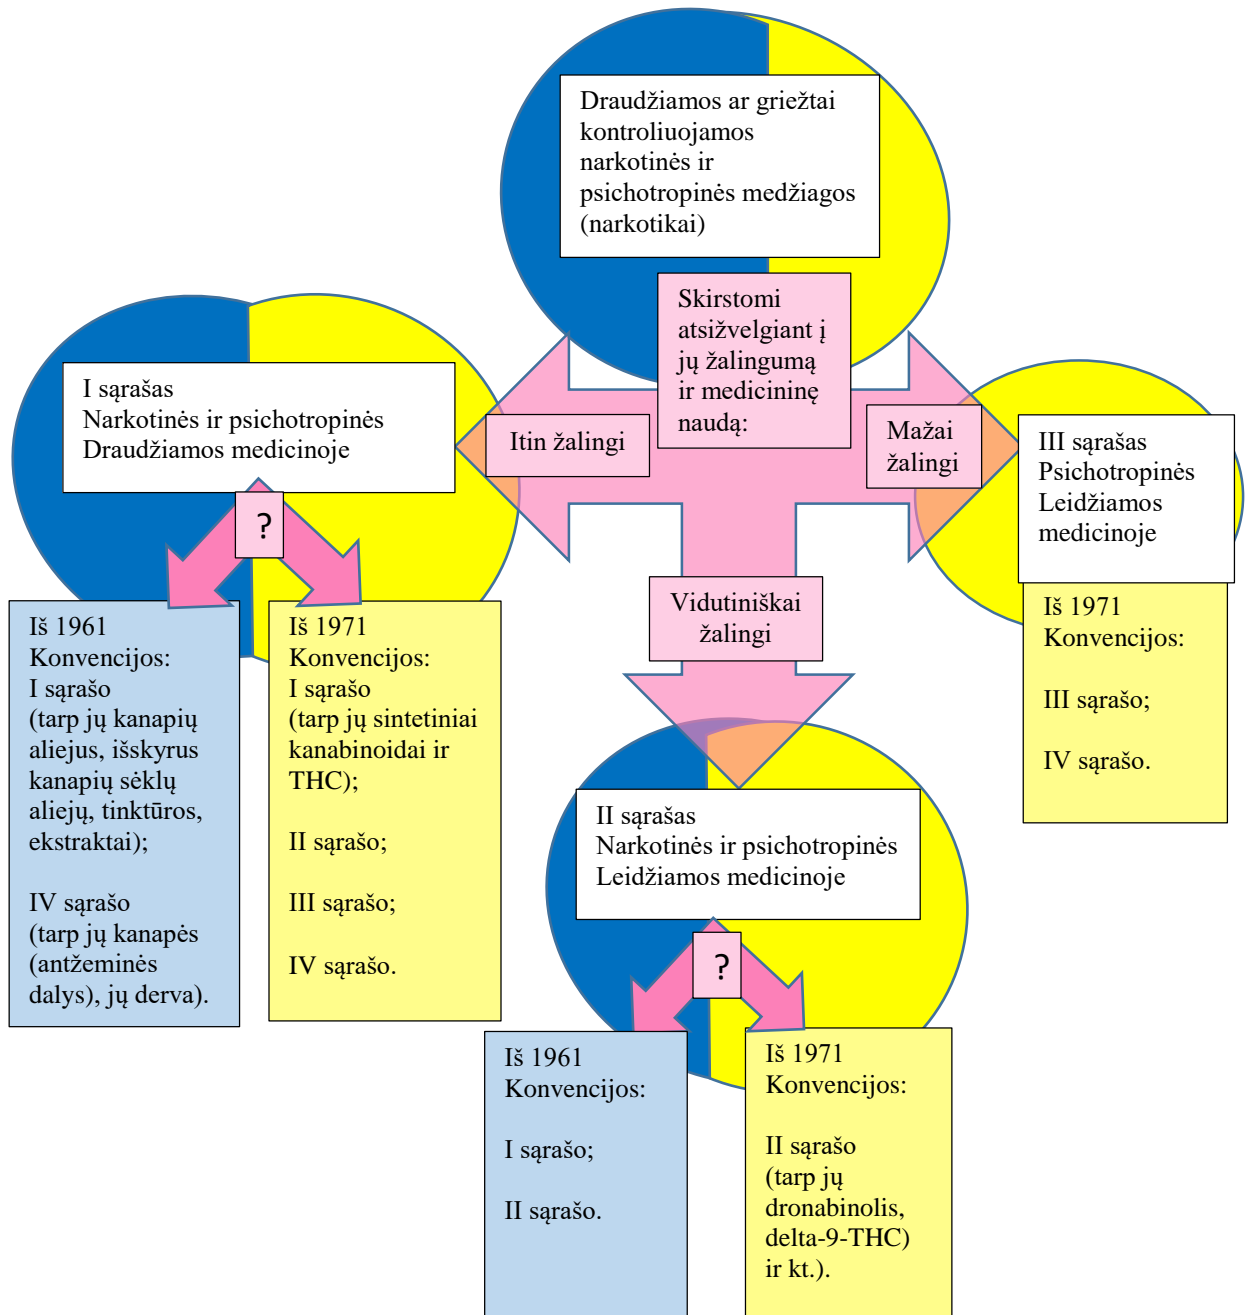 Draudžiamos ar griežtai
kontroliuojamos
narkotinės ir
psichotropinės medžiagos
(narkotikai)
Skirstomi
atsižvelgiant į
jų žalingumą
ir medicininę
naudą:
I sąrašas
Narkotinės ir psichotropinės
Draudžiamos medicinoje
Itin žalingi
Mažai
žalingi
III sąrašas
Psichotropinės
Leidžiamos
medicinoje
?
Vidutiniškai
žalingi
Iš 1961
Konvencijos:
I sąrašo
(tarp jų kanapių
aliejus, išskyrus
kanapių sėklų
aliejų, tinktūros,
ekstraktai);
IV sąrašo
(tarp jų kanapės
(antžeminės
dalys), jų derva).
Iš 1971
Konvencijos:
I sąrašo
(tarp jų sintetiniai
kanabinoidai ir
THC);
II sąrašo;
III sąrašo;
IV sąrašo.
Iš 1971
Konvencijos:
III sąrašo;
IV sąrašo.
II sąrašas
Narkotinės ir psichotropinės
Leidžiamos medicinoje
?
Iš 1961
Konvencijos:
I sąrašo;
II sąrašo.
Iš 1971
Konvencijos:
II sąrašo
(tarp jų
dronabinolis,
delta-9-THC)
ir kt.).